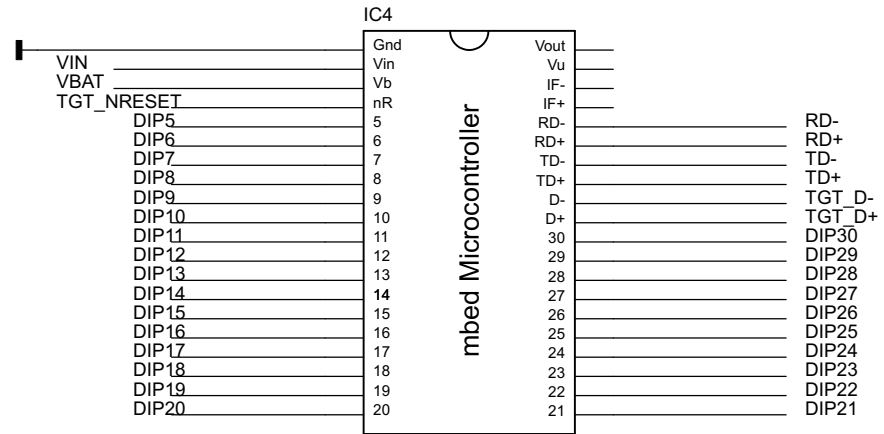 IC4
Gnd Vout
VIN Vin Vu
VBAT Vb IF-
TGT_NRESET nR IF+
DIP5 5 RD- RD-
DIP6 6 RD+ RD+
DIP7 7 TD- TD-
DIP8 8 TD+ TD+
DIP9 9 D- TGT_D-
DIP10 10 D+ TGT_D+
DIP11 11 30 DIP30
DIP12 12 29 DIP29
DIP13 13 28 DIP28
DIP14 14 27 DIP27
DIP15 15 26 DIP26
DIP16 16 25 DIP25
DIP17 17 24 DIP24
DIP18 18 23 DIP23
DIP19 19 22 DIP22
DIP20 20 21 DIP21
mbed Microcontroller